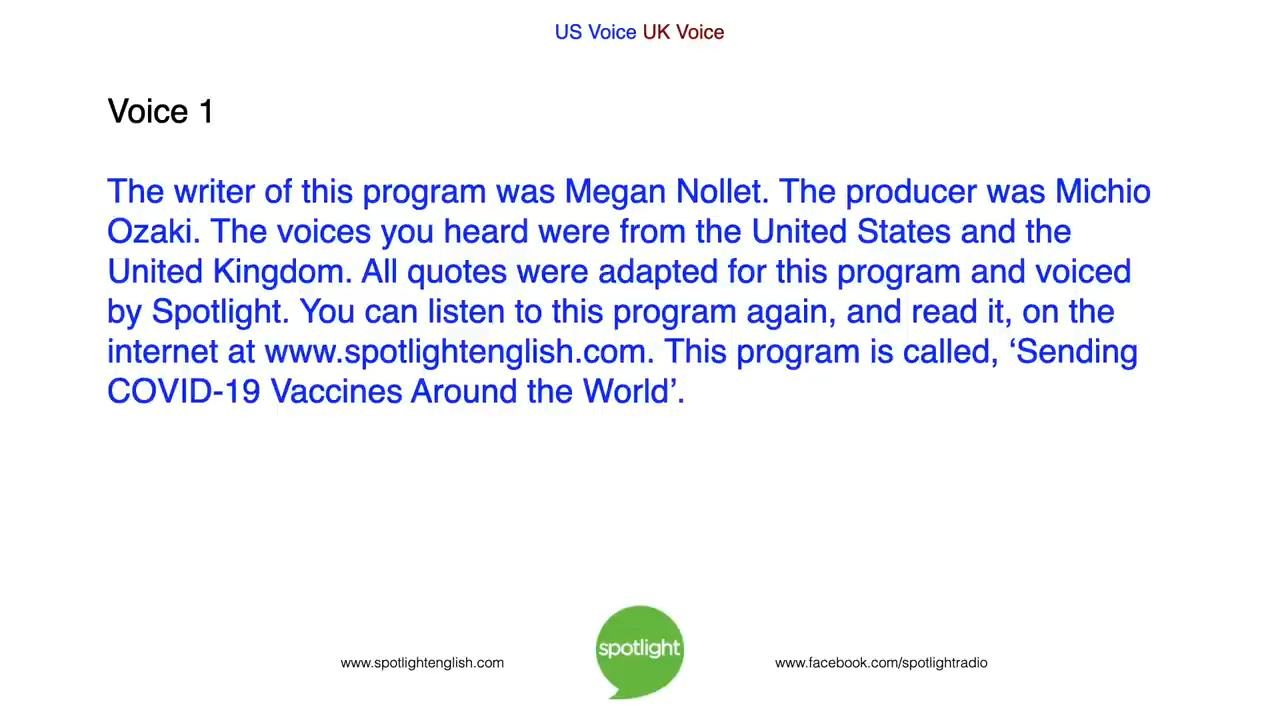 US Voice UK Voice
Voice 1
The writer of this program was Megan Nollet. The producer was Michio
Ozaki. The voices you heard were from the United States and the
United Kingdom. All quotes were adapted for this program and voiced
by Spotlight. You can listen to this program again, and read it, on the
internet at www.spotlightenglish.com. This program is called, ‘Sending
COVID-19 Vaccines Around the World’.
www.spotlightenglish.com
spotlight
www.facebook.com/spotlightradio